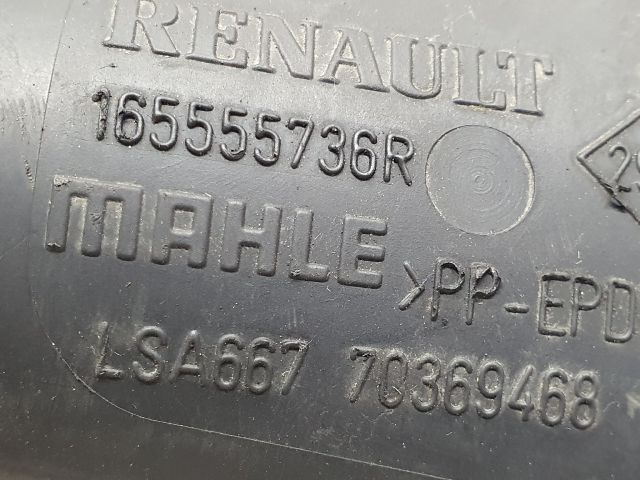 RENAULT
165555736R
MAHLE >PP-EPD
LSA667 70369468